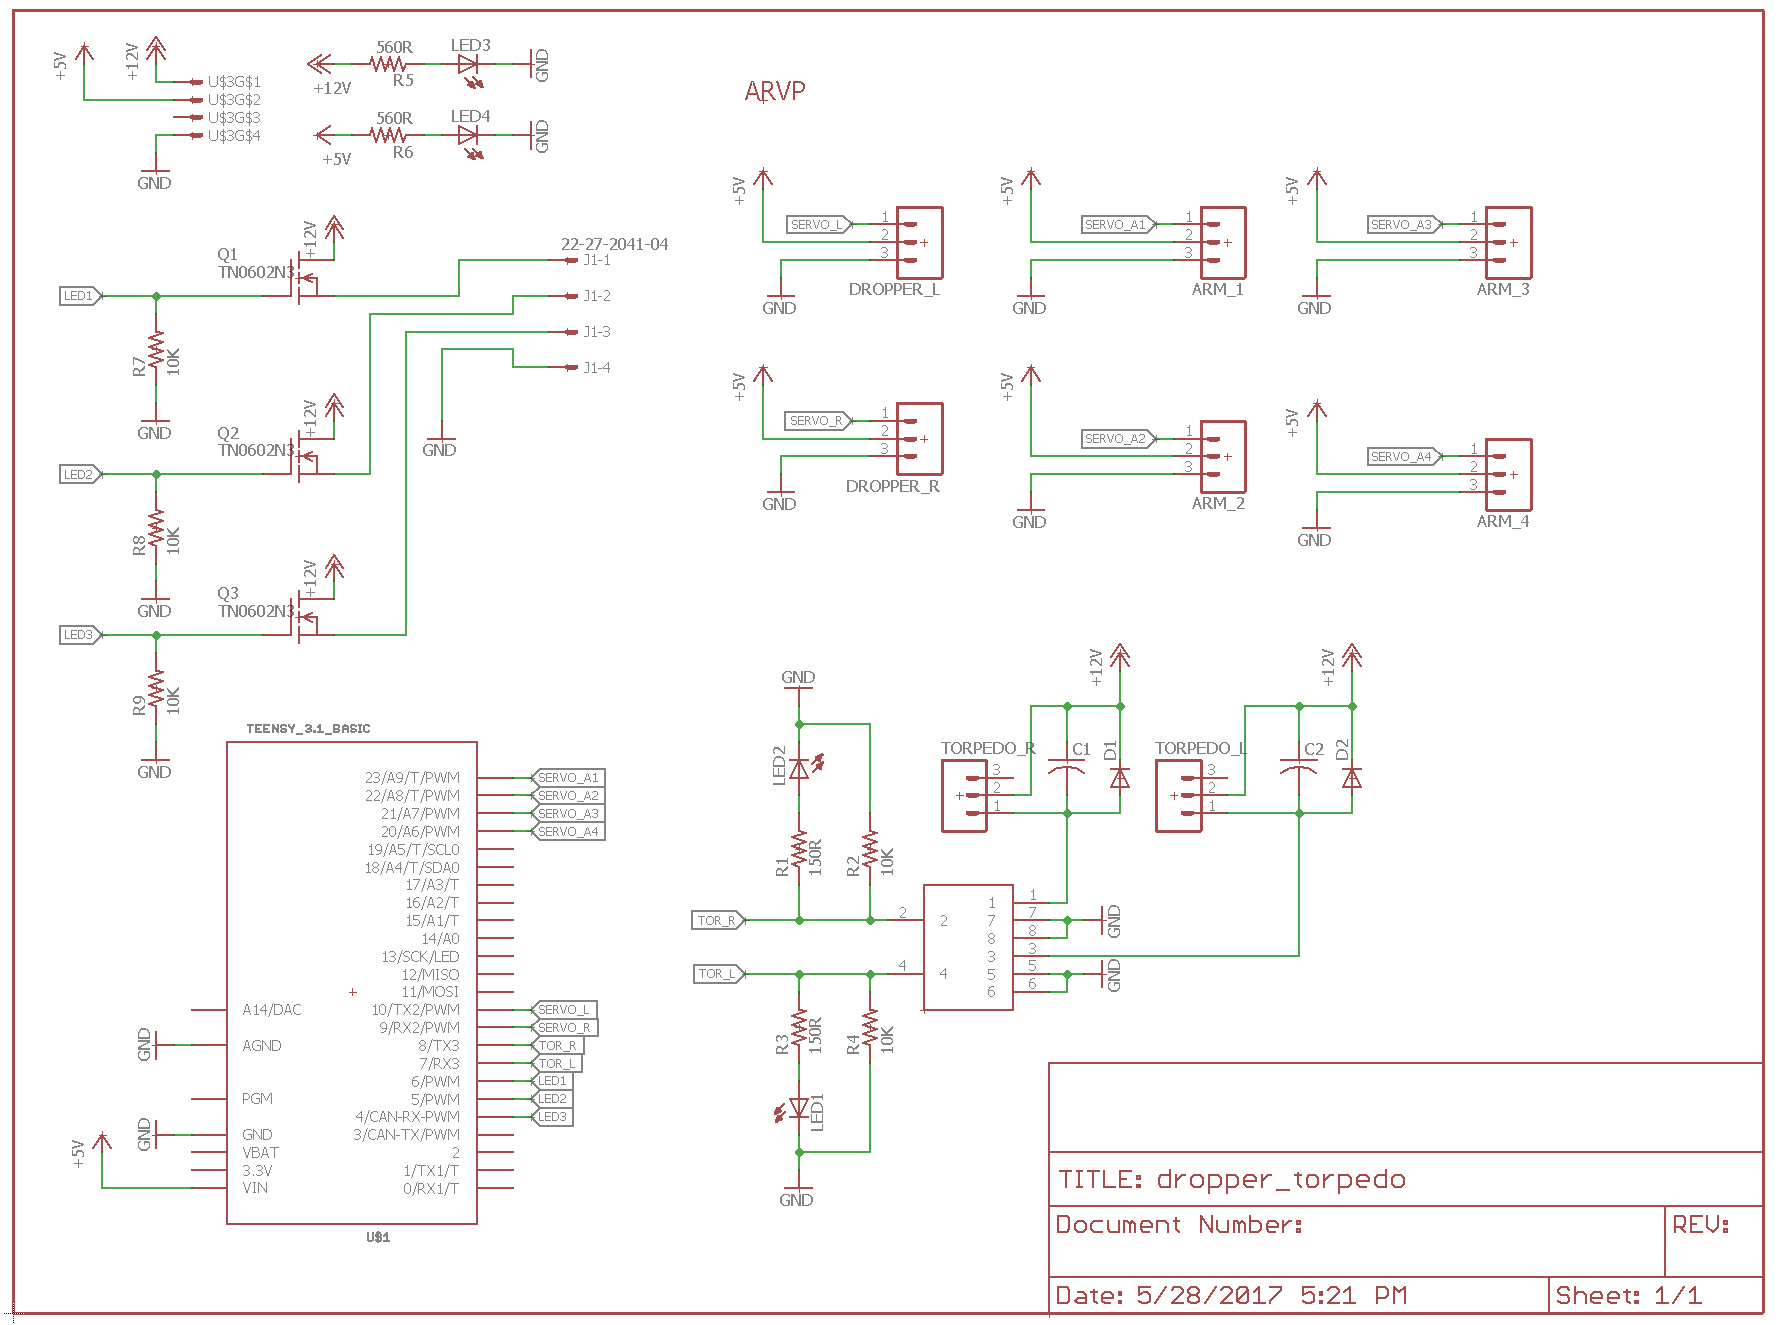 +5V
+12V
U$3G$1
U$3G$2
U$3G$3
U$3G$4
GND
+12V
560R
R5
LED3
GND
+5V
560R
R6
LED4
GND
ARVP
Q1
TN0602N3
+12V
LED1
R7
10K
GND
Q2
TN0602N3
+12V
LED2
R8
10K
GND
Q3
TN0602N3
+12V
LED3
R9
10K
GND
22-27-2041-04
J1-1
J1-2
J1-3
J1-4
GND
+5V
SERVO_L
1
2
3
+
GND
DROPPER_L
+5V
SERVO_A1
1
2
3
+
GND
ARM_1
+5V
SERVO_A3
1
2
3
+
GND
ARM_3
+5V
SERVO_R
1
2
3
+
GND
DROPPER_R
+5V
SERVO_A2
1
2
3
+
GND
ARM_2
+5V
SERVO_A4
1
2
3
+
GND
ARM_4
TEENSY_3.1_BASIC
23/A9/T/PWM SERVO_A1
22/A8/T/PWM SERVO_A2
21/A7/PWM SERVO_A3
20/A6/PWM SERVO_A4
19/A5/T/SCL0
18/A4/T/SDA0
17/A3/T
16/A2/T
15/A1/T
14/A0
13/SCK/LED
12/MISO
11/MOSI
A14/DAC 10/TX2/PWM SERVO_L
9/RX2/PWM SERVO_R
GND AGND 8/TX3 TOR_R
7/RX3 TOR_L
6/PWM LED1
PGM 5/PWM LED2
4/CAN-RX-PWM LED3
GND GND 3/CAN-TX/PWM
VBAT 2
3.3V 1/TX1/T
+5V VIN 0/RX1/T
U$1
GND
LED2
R1
150R
R2
10K
TOR_R
TOR_L
R3
150R
R4
10K
LED1
GND
+12V
TORPEDO_R
C1
D1
3
2
1
+
+12V
TORPEDO_L
C2
D2
3
2
1
+
2 2
4 4
1 1
7 7
8 8
3 3
5 5
6 6
GND
GND
TITLE: dropper_torpedo
Document Number:
REV:
Date: 5/28/2017 5:21 PM
Sheet: 1/1